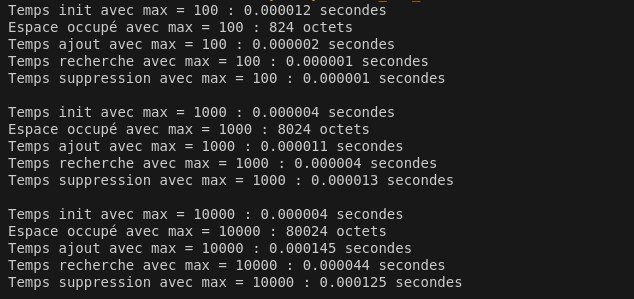 Temps init avec max = 100 : 0.000012 secondes
Espace occupé avec max = 100 : 824 octets
Temps ajout avec max = 100 : 0.000002 secondes
Temps recherche avec max = 100 : 0.000001 secondes
Temps suppression avec max = 100 : 0.000001 secondes

Temps init avec max = 1000 : 0.000004 secondes
Espace occupé avec max = 1000 : 8024 octets
Temps ajout avec max = 1000 : 0.000011 secondes
Temps recherche avec max = 1000 : 0.000004 secondes
Temps suppression avec max = 1000 : 0.000013 secondes

Temps init avec max = 10000 : 0.000004 secondes
Espace occupé avec max = 10000 : 80024 octets
Temps ajout avec max = 10000 : 0.000145 secondes
Temps recherche avec max = 10000 : 0.000044 secondes
Temps suppression avec max = 10000 : 0.000125 secondes